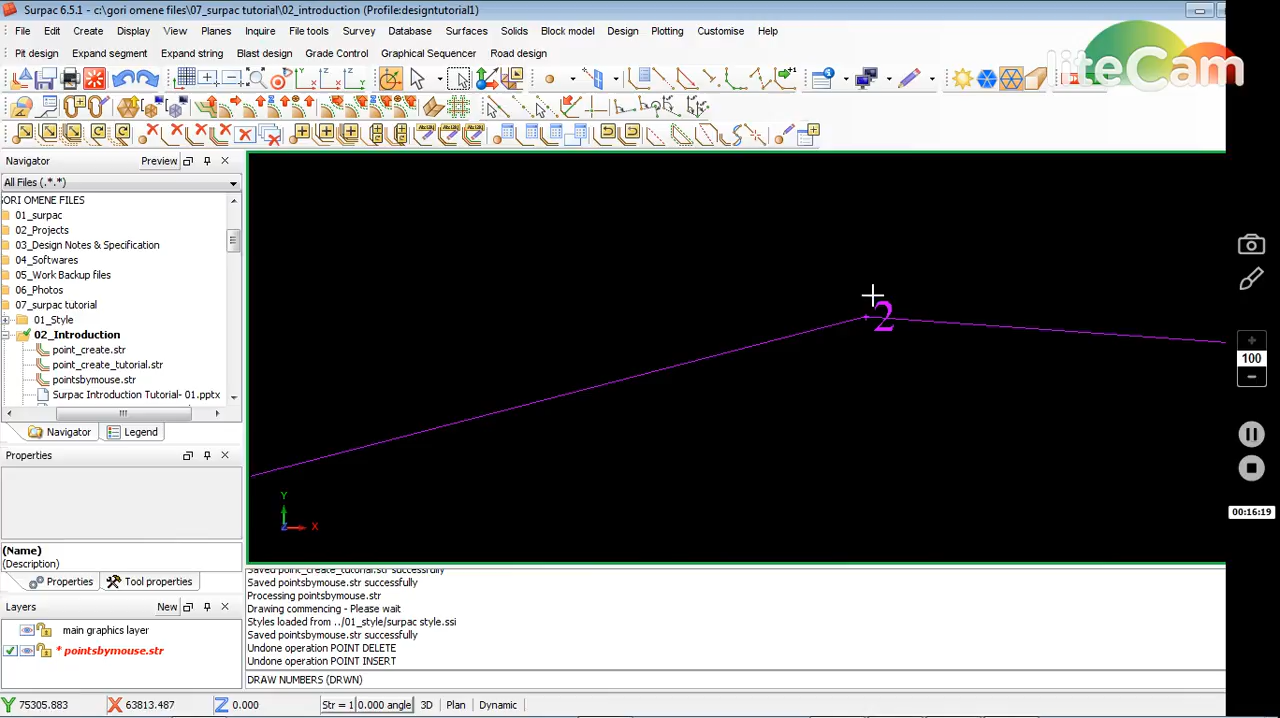 Surpac 6.5.1 - c:\gori omene files\07_surpac tutorial\02_introduction (Profile:designtutorial1)
File Edit Create Display View Planes Inquire File tools Survey Database Surfaces Solids Block model Design Plotting Customise Help
Pit design Expand segment Expand string Blast design Grade Control Graphical Sequencer Road design
liteCam
Navigator Preview
All Files (*.*)
GORI OMENE FILES
01_surpac
02_Projects
03_Design Notes & Specification
04_Softwares
05_Work Backup files
06_Photos
07_surpac tutorial
01_Style
02_Introduction
point_create.str
point_create_tutorial.str
pointsbymouse.str
Surpac Introduction Tutorial- 01.pptx
Navigator Legend
Properties
(Name)
(Description)
Properties Tool properties
Layers New
main graphics layer
* pointsbymouse.str
2
Y
Z X
100
00:16:19
Saved point_create_tutorial.str successfully
Saved pointsbymouse.str successfully
Processing pointsbymouse.str
Drawing commencing - Please wait
Styles loaded from ../01_style/surpac style.ssi
Saved pointsbymouse.str successfully
Undone operation POINT DELETE
Undone operation POINT INSERT
DRAW NUMBERS (DRWN)
Y 75305.883 X 63813.487 Z 0.000 Str = 1 0.000 angle 3D Plan Dynamic